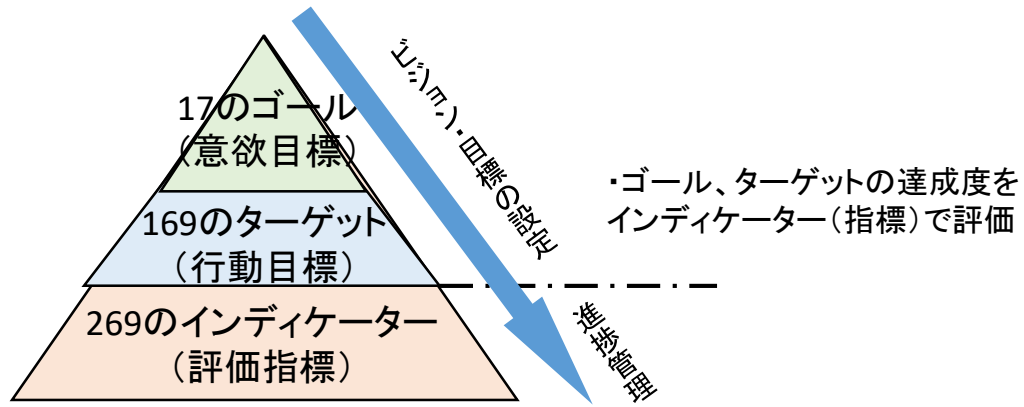 17のゴール
（意欲目標）
169のターゲット
（行動目標）
269のインディケーター
（評価指標）
ビジョン・目標の設定
進捗管理
・ゴール、ターゲットの達成度を
インディケーター（指標）で評価